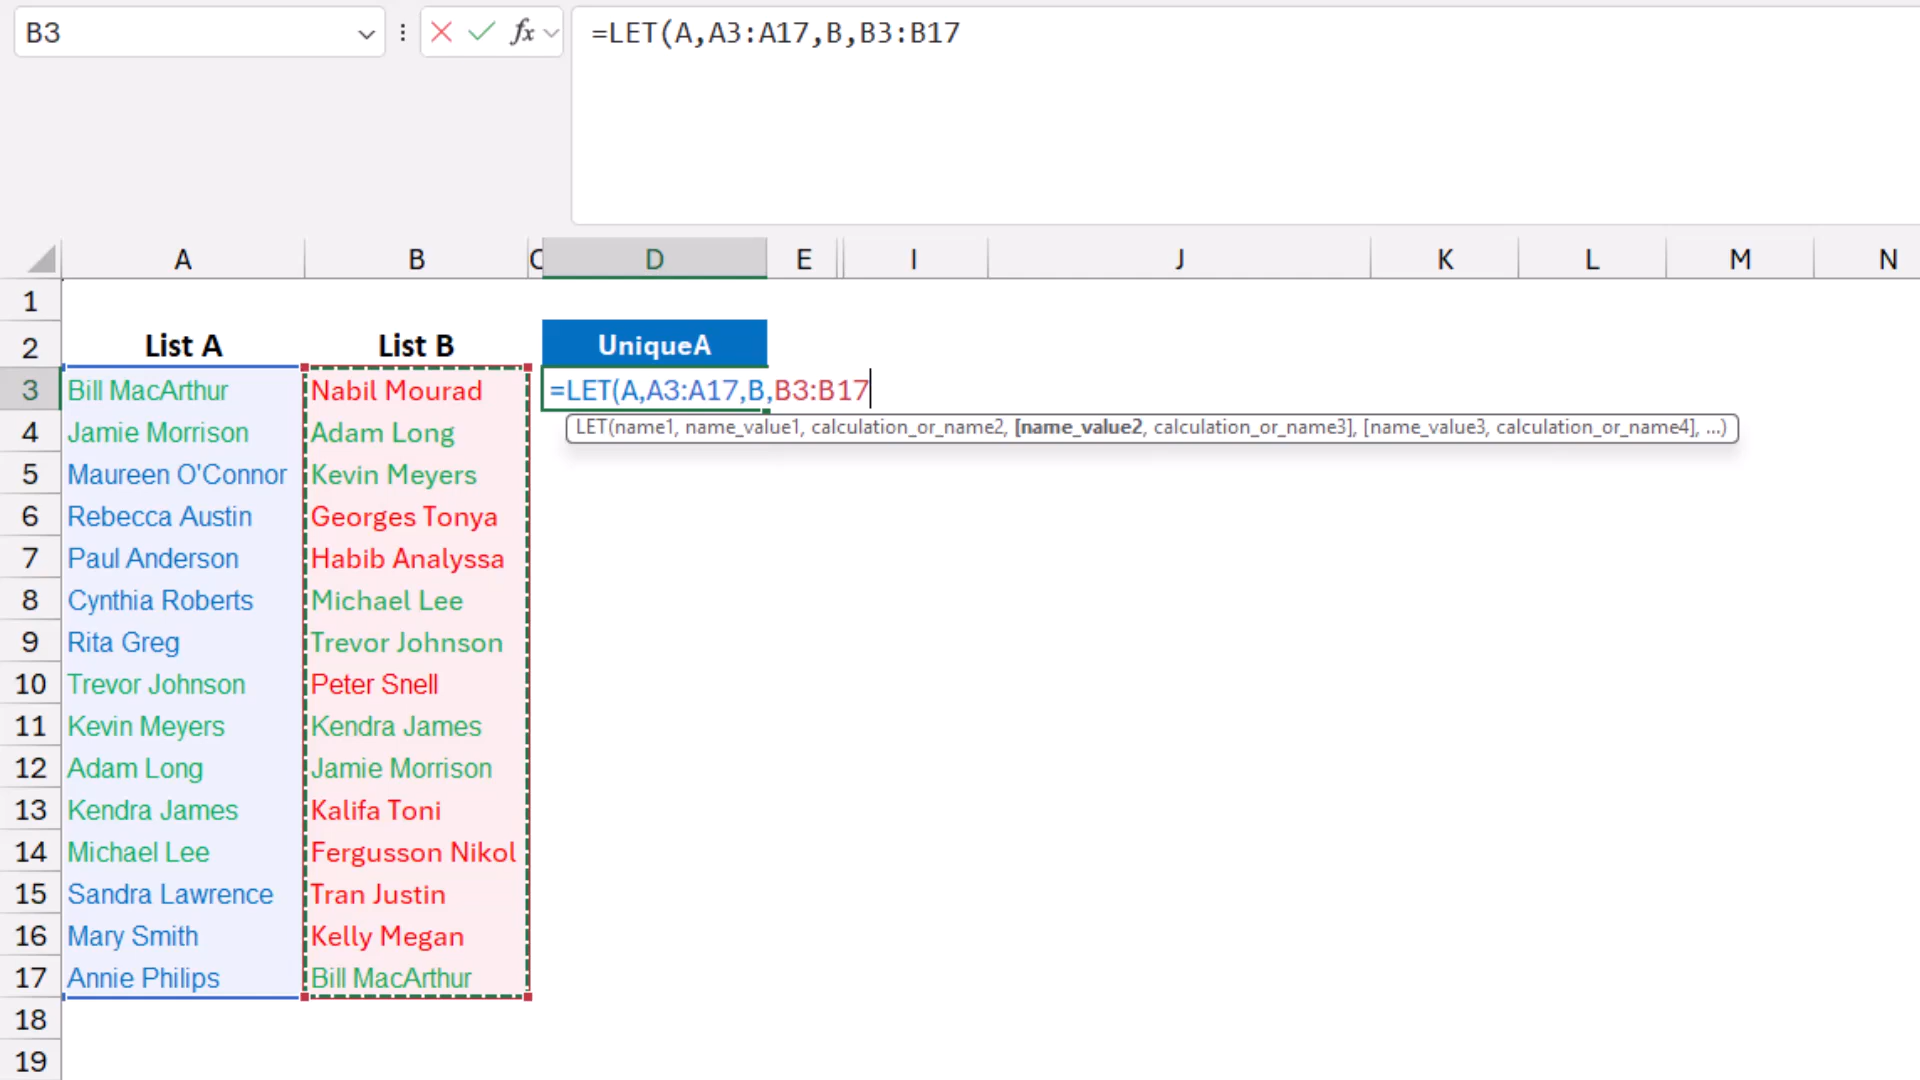 B3 fx =LET(A,A3:A17,B,B3:B17
A B C D E I J K L M N
1
2 List A List B UniqueA
3 Bill MacArthur Nabil Mourad =LET(A,A3:A17,B,B3:B17
4 Jamie Morrison Adam Long LET(name1, name_value1, calculation_or_name2, [name_value2, calculation_or_name3], [name_value3, calculation_or_name4], ...)
5 Maureen O'Connor Kevin Meyers
6 Rebecca Austin Georges Tonya
7 Paul Anderson Habib Analyssa
8 Cynthia Roberts Michael Lee
9 Rita Greg Trevor Johnson
10 Trevor Johnson Peter Snell
11 Kevin Meyers Kendra James
12 Adam Long Jamie Morrison
13 Kendra James Kalifa Toni
14 Michael Lee Fergusson Nikol
15 Sandra Lawrence Tran Justin
16 Mary Smith Kelly Megan
17 Annie Philips Bill MacArthur
18
19